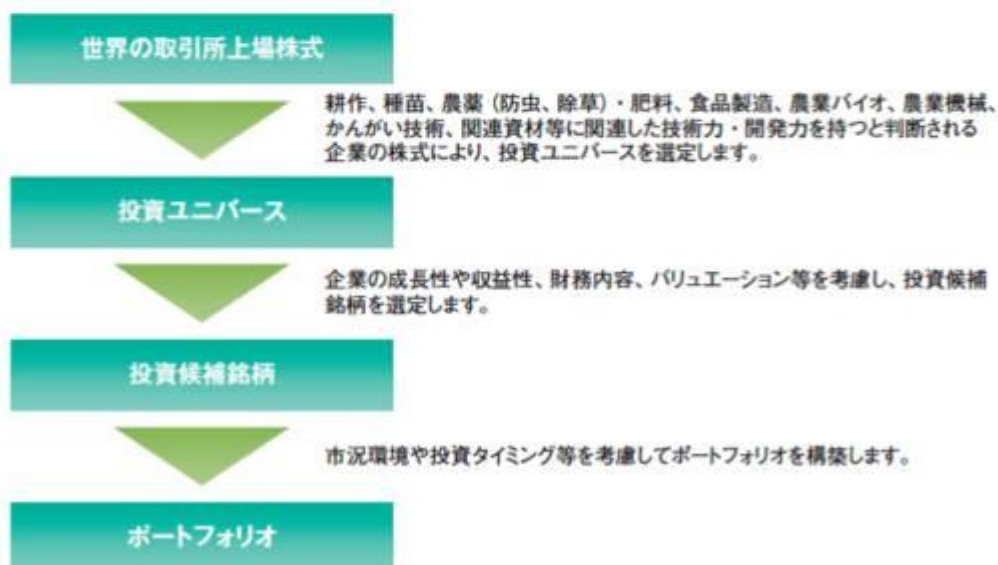 世界の取引所上場株式
耕作、種苗、農薬（防虫、除草）・肥料、食品製造、農業バイオ、農業機械、
かんがい技術、関連資材等に関連した技術力・開発力を持つと判断される
企業の株式により、投資ユニバースを選定します。
投資ユニバース
企業の成長性や収益性、財務内容、バリュエーション等を考慮し、投資候補
銘柄を選定します。
投資候補銘柄
市況環境や投資タイミング等を考慮してポートフォリオを構築します。
ポートフォリオ